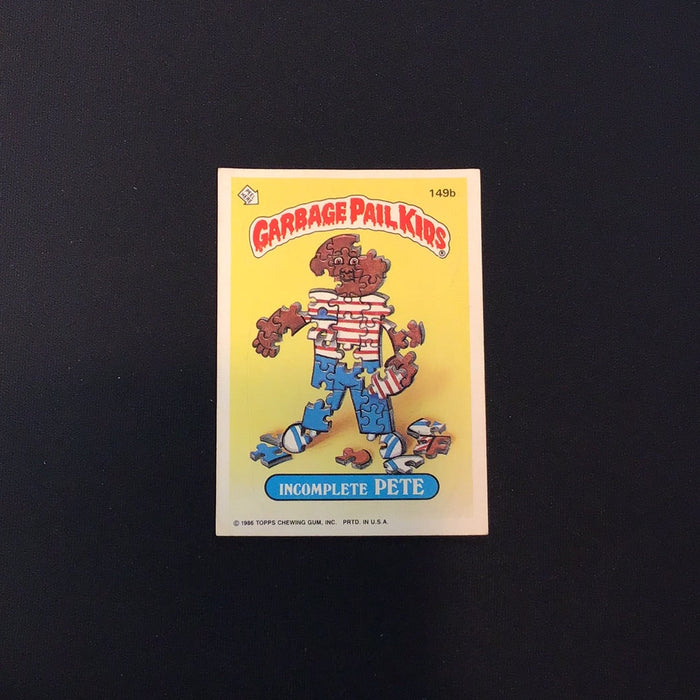 149b
GARBAGE PAIL KIDS®
INCOMPLETE PETE
© 1986 TOPPS CHEWING GUM, INC. PRTD. IN U.S.A.